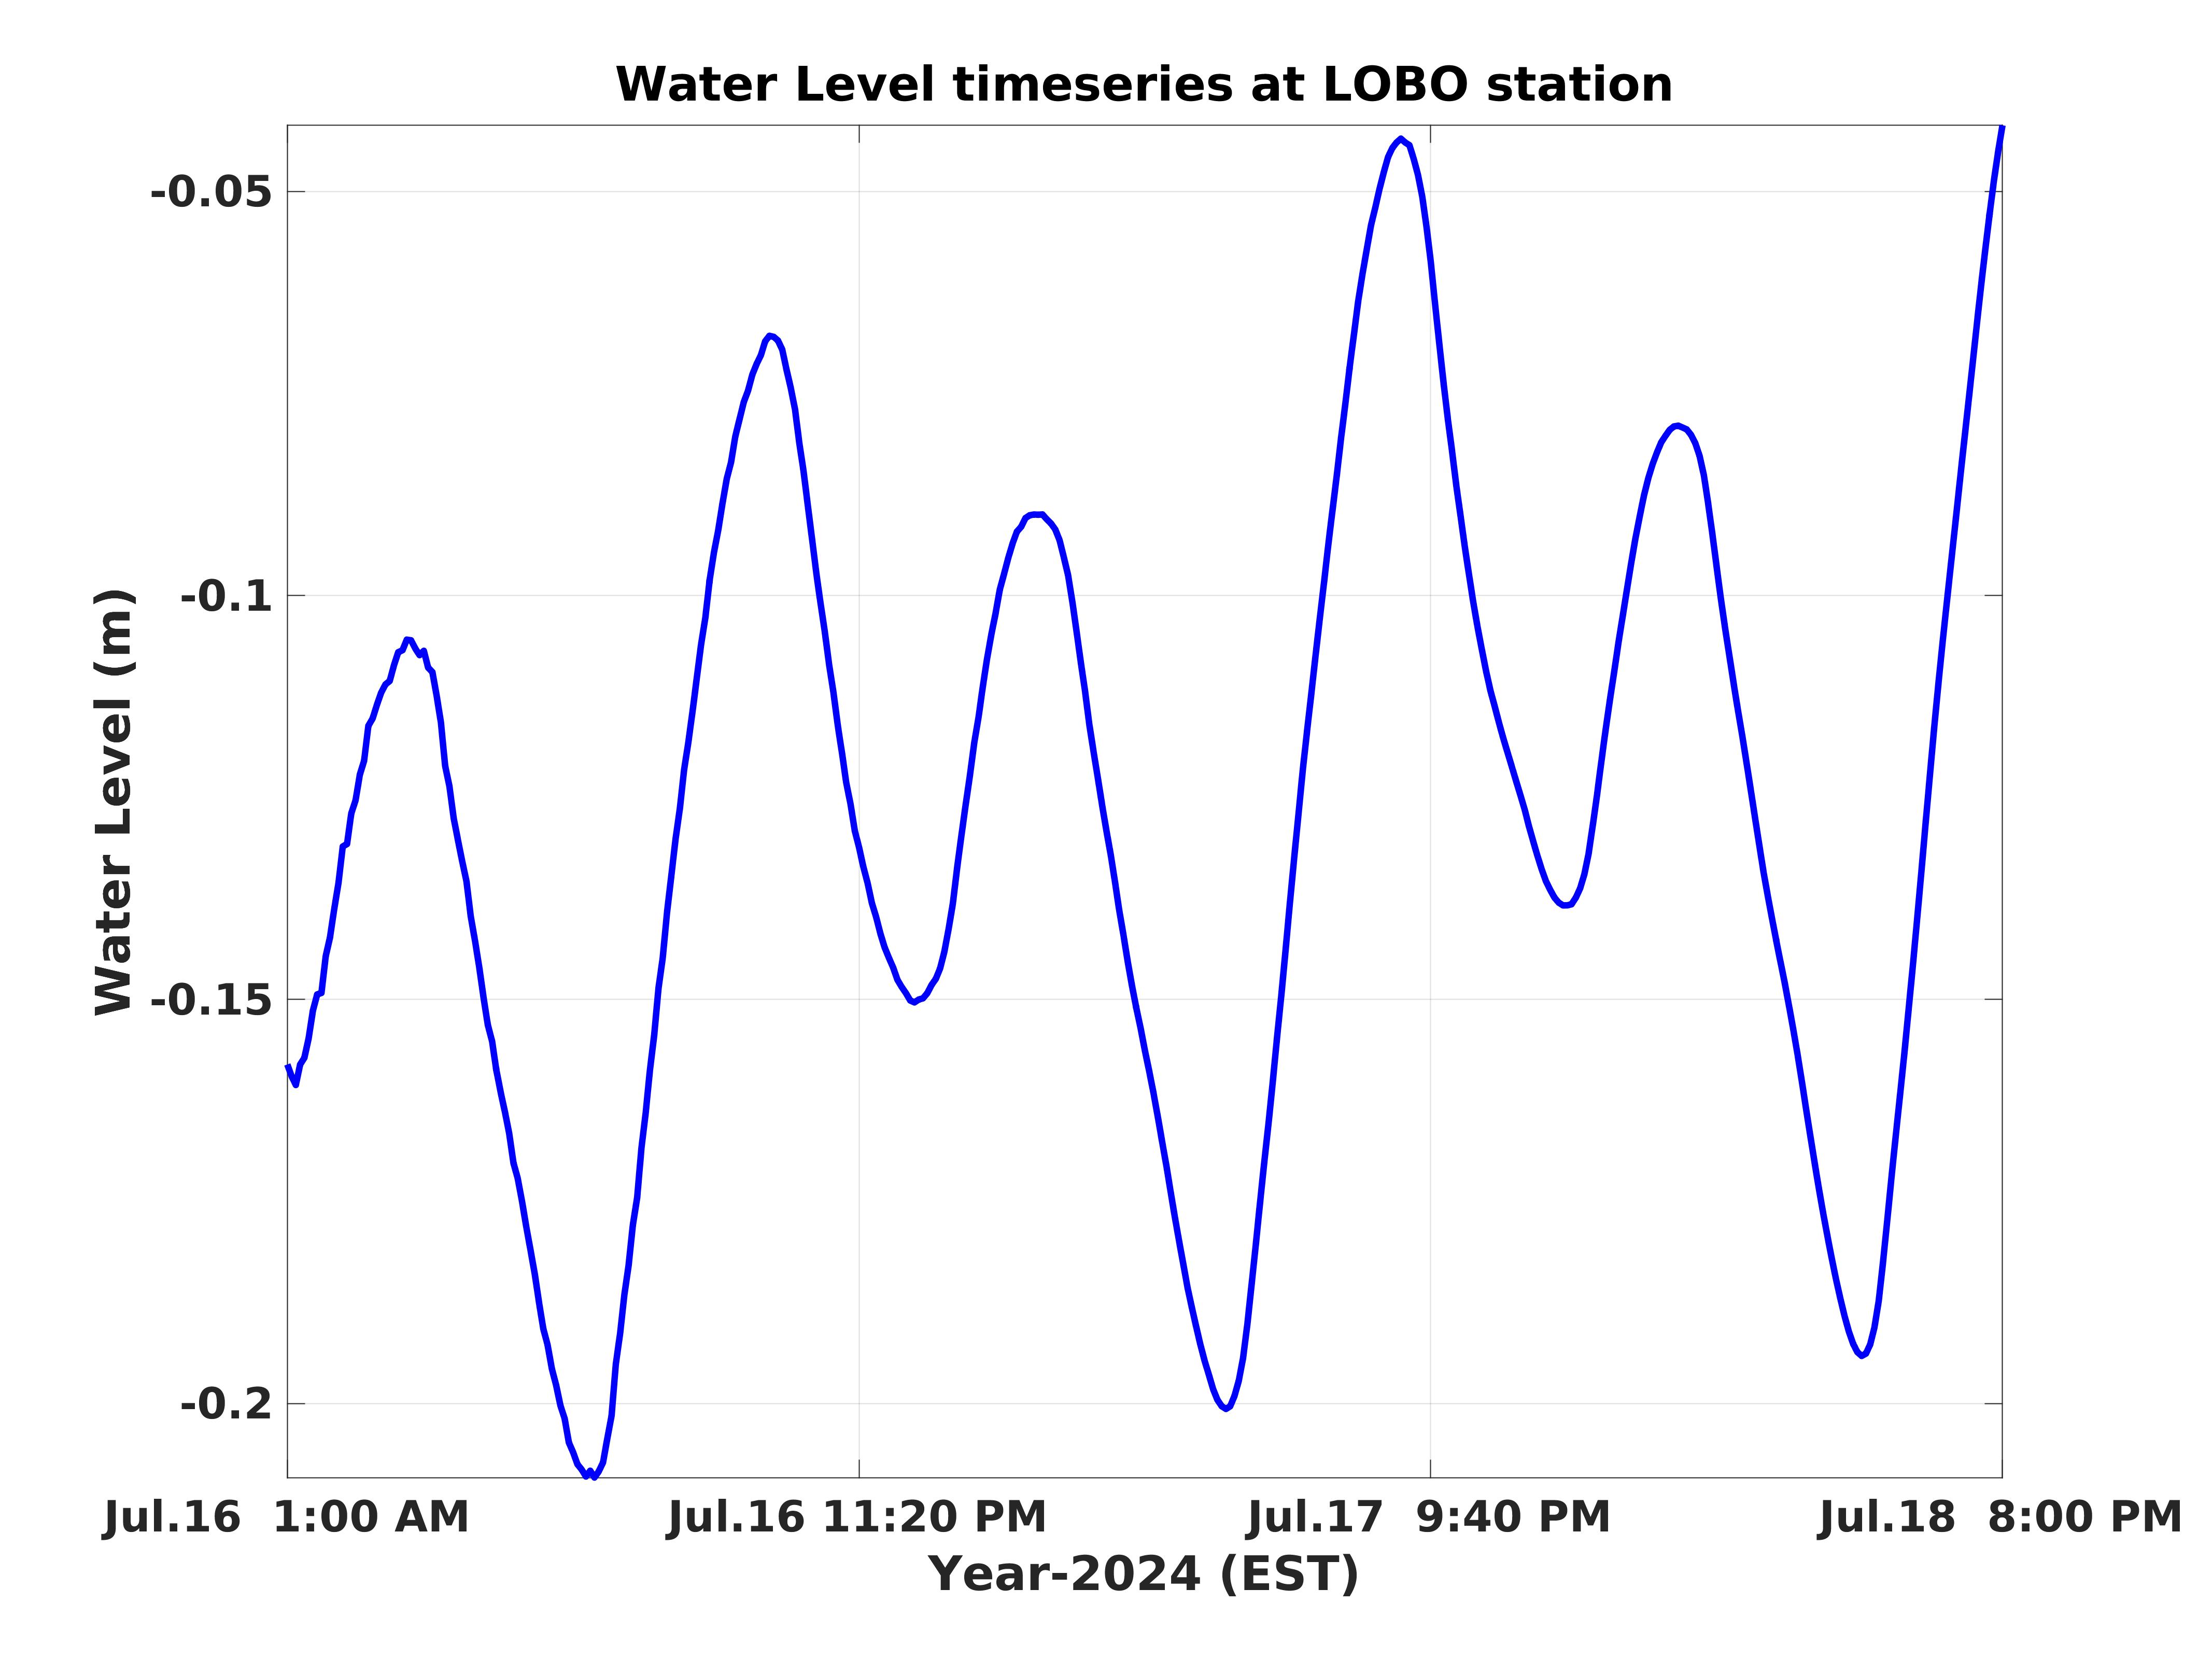 Water Level timeseries at LOBO station
Water Level (m)
-0.05
-0.1
-0.15
-0.2
Jul.16  1:00 AM
Jul.16 11:20 PM
Jul.17  9:40 PM
Jul.18  8:00 PM
Year-2024 (EST)